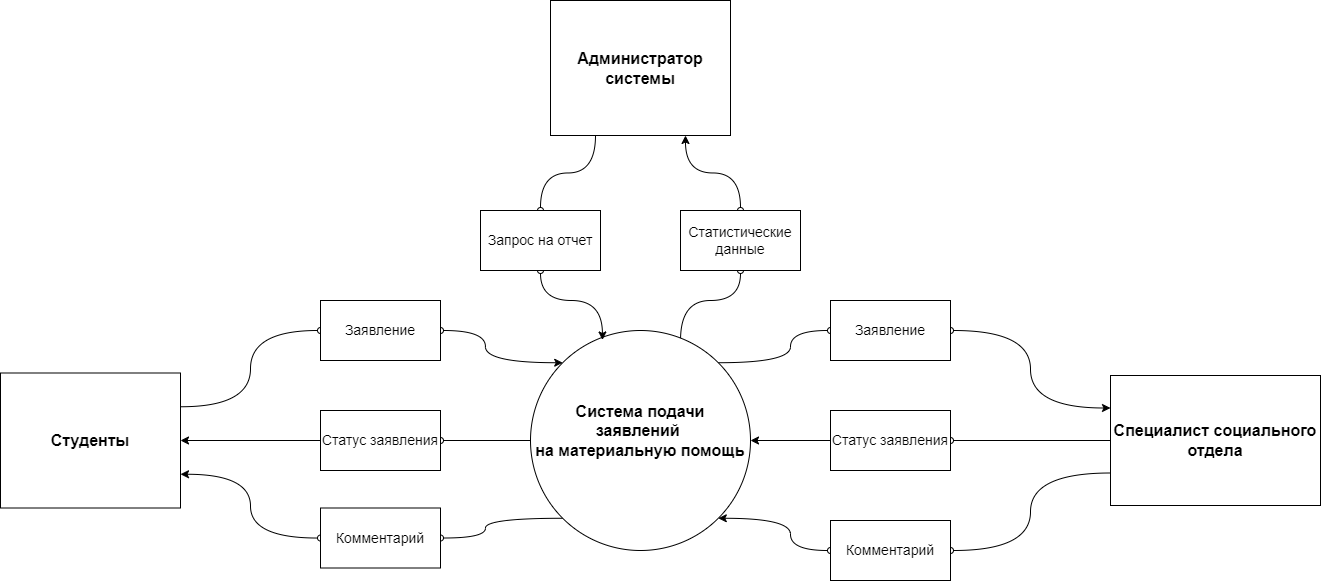 Администратор
системы
Запрос на отчет
Статистические
данные
Заявление
Заявление
Студенты
Статус заявления
Система подачи
заявлений
на материальную помощь
Статус заявления
Специалист социального
отдела
Комментарий
Комментарий